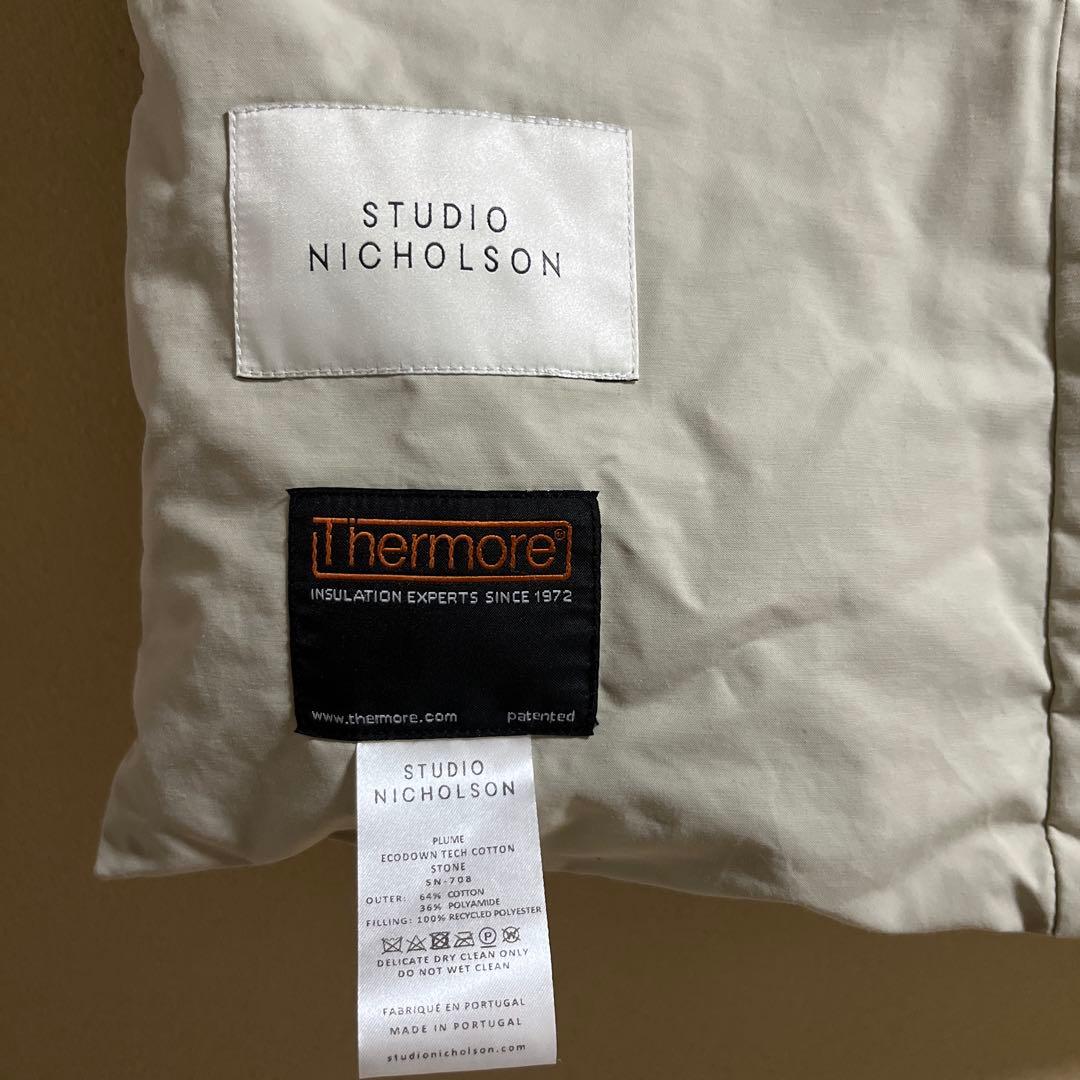 STUDIO
NICHOLSON
Thermore®
INSULATION EXPERTS SINCE 1972
www.thermore.com patented
STUDIO
NICHOLSON
PLUME
ECODOWN TECH COTTON
STONE
SN-708
OUTER: 64% COTTON
36% POLYAMIDE
FILLING: 100% RECYCLED POLYESTER
P W
DELICATE DRY CLEAN ONLY
DO NOT WET CLEAN
FABRIQUÉ EN PORTUGAL
MADE IN PORTUGAL
studionicholson.com